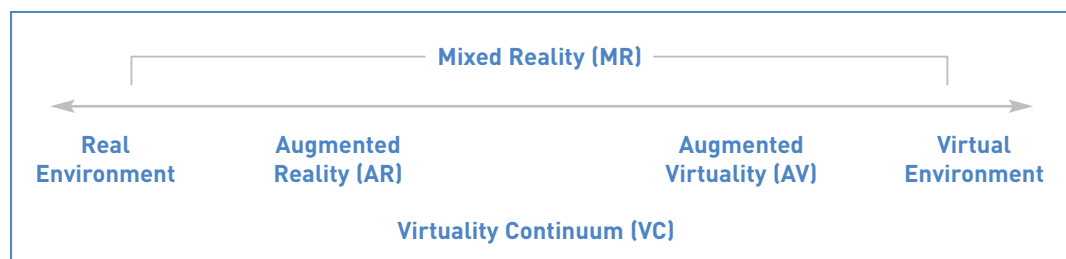 Mixed Reality (MR)
Real
Environment
Augmented
Reality (AR)
Augmented
Virtuality (AV)
Virtual
Environment
Virtuality Continuum (VC)